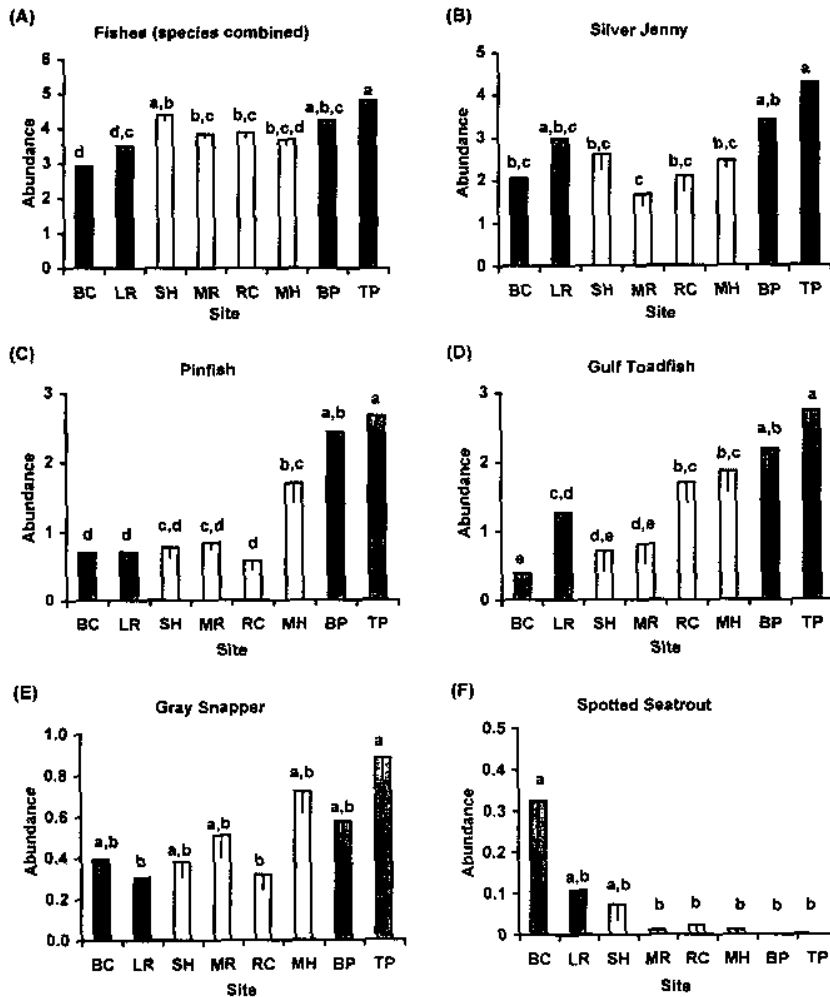 (A)
Fishes (species combined)
6
5
4
3
2
1
0
Abundance
d
d,c
a,b
b,c
b,c
b,c,d
a,b,c
a
BC LR SH MR RC MH BP TP
Site
(B)
Silver Jenny
5
4
3
2
1
0
Abundance
b,c
a,b,c
b,c
c
b,c
b,c
a,b
a
BC LR SH MR RC MH BP TP
Site
(C)
Pinfish
3
2
1
0
Abundance
d
d
c,d
c,d
d
b,c
a,b
a
BC LR SH MR RC MH BP TP
Site
(D)
Gulf Toadfish
3
2
1
0
Abundance
e
c,d
d,e
d,e
b,c
b,c
a,b
a
BC LR SH MR RC MH BP TP
Site
(E)
Gray Snapper
1.0
0.8
0.6
0.4
0.2
0.0
Abundance
a,b
b
a,b
a,b
b
a,b
a,b
a
BC LR SH MR RC MH BP TP
Site
(F)
Spotted Seatrout
0.5
0.4
0.3
0.2
0.1
0
Abundance
a
a,b
a,b
b
b
b
b
b
BC LR SH MR RC MH BP TP
Site